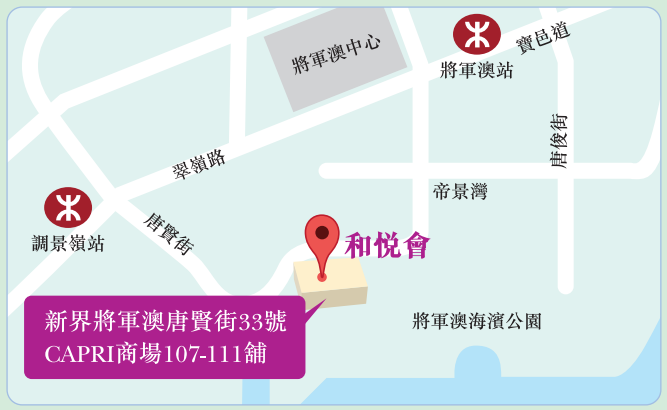 將軍澳中心
寶邑道
將軍澳站
唐俊街
翠嶺路
帝景灣
調景嶺站
唐賢街
和悦會
新界將軍澳唐賢街33號
CAPRI商場107-111舖
將軍澳海濱公園